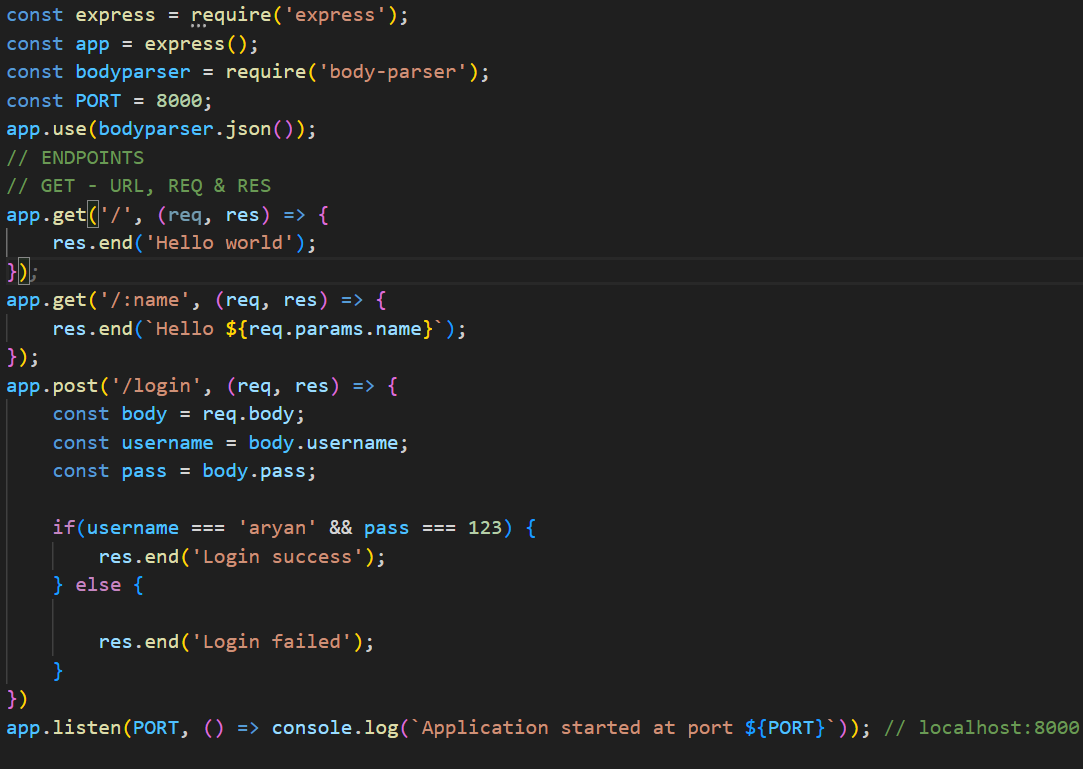 const express = require('express');
const app = express();
const bodyparser = require('body-parser');
const PORT = 8000;
app.use(bodyparser.json());
// ENDPOINTS
// GET - URL, REQ & RES
app.get('/', (req, res) => {
    res.end('Hello world');
});
app.get('/:name', (req, res) => {
    res.end(`Hello ${req.params.name}`);
});
app.post('/login', (req, res) => {
    const body = req.body;
    const username = body.username;
    const pass = body.pass;

    if(username === 'aryan' && pass === 123) {
        res.end('Login success');
    } else {

        res.end('Login failed');
    }
})
app.listen(PORT, () => console.log(`Application started at port ${PORT}`)); // localhost:8000